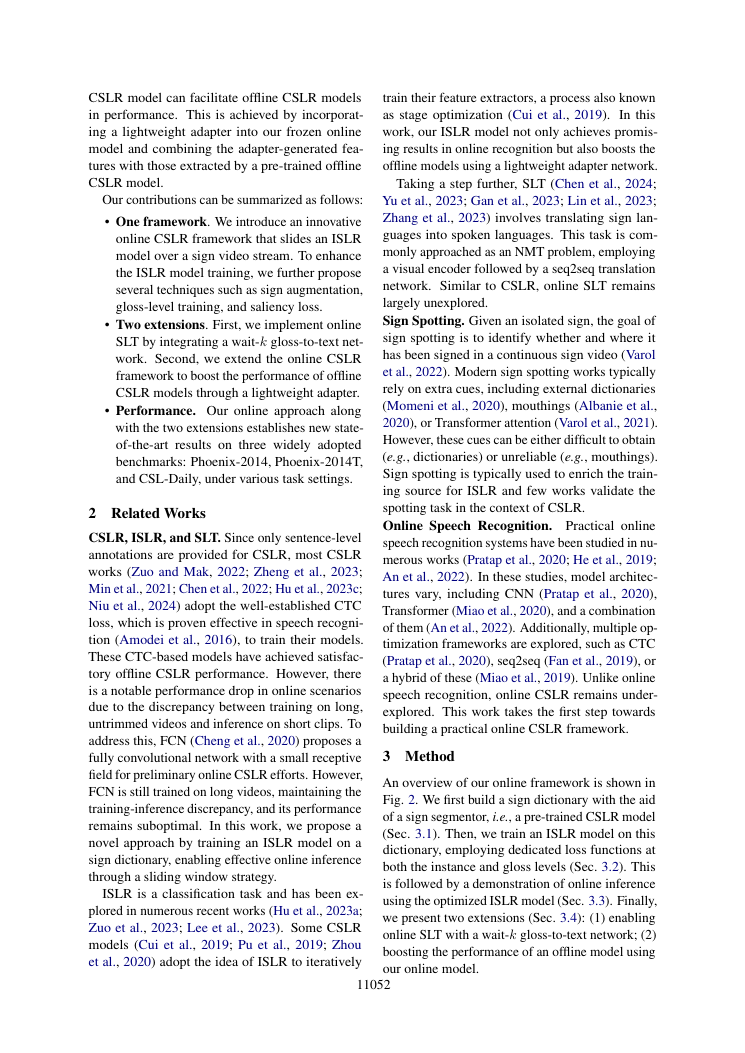 CSLR model can facilitate offline CSLR models
in performance. This is achieved by incorporat-
ing a lightweight adapter into our frozen online
model and combining the adapter-generated fea-
tures with those extracted by a pre-trained offline
CSLR model.
Our contributions can be summarized as follows:
• One framework. We introduce an innovative
online CSLR framework that slides an ISLR
model over a sign video stream. To enhance
the ISLR model training, we further propose
several techniques such as sign augmentation,
gloss-level training, and saliency loss.
• Two extensions. First, we implement online
SLT by integrating a wait-k gloss-to-text net-
work. Second, we extend the online CSLR
framework to boost the performance of offline
CSLR models through a lightweight adapter.
• Performance. Our online approach along
with the two extensions establishes new state-
of-the-art results on three widely adopted
benchmarks: Phoenix-2014, Phoenix-2014T,
and CSL-Daily, under various task settings.
2 Related Works
CSLR, ISLR, and SLT. Since only sentence-level
annotations are provided for CSLR, most CSLR
works (Zuo and Mak, 2022; Zheng et al., 2023;
Min et al., 2021; Chen et al., 2022; Hu et al., 2023c;
Niu et al., 2024) adopt the well-established CTC
loss, which is proven effective in speech recogni-
tion (Amodei et al., 2016), to train their models.
These CTC-based models have achieved satisfac-
tory offline CSLR performance. However, there
is a notable performance drop in online scenarios
due to the discrepancy between training on long,
untrimmed videos and inference on short clips. To
address this, FCN (Cheng et al., 2020) proposes a
fully convolutional network with a small receptive
field for preliminary online CSLR efforts. However,
FCN is still trained on long videos, maintaining the
training-inference discrepancy, and its performance
remains suboptimal. In this work, we propose a
novel approach by training an ISLR model on a
sign dictionary, enabling effective online inference
through a sliding window strategy.
ISLR is a classification task and has been ex-
plored in numerous recent works (Hu et al., 2023a;
Zuo et al., 2023; Lee et al., 2023). Some CSLR
models (Cui et al., 2019; Pu et al., 2019; Zhou
et al., 2020) adopt the idea of ISLR to iteratively
train their feature extractors, a process also known
as stage optimization (Cui et al., 2019). In this
work, our ISLR model not only achieves promis-
ing results in online recognition but also boosts the
offline models using a lightweight adapter network.
Taking a step further, SLT (Chen et al., 2024;
Yu et al., 2023; Gan et al., 2023; Lin et al., 2023;
Zhang et al., 2023) involves translating sign lan-
guages into spoken languages. This task is com-
monly approached as an NMT problem, employing
a visual encoder followed by a seq2seq translation
network. Similar to CSLR, online SLT remains
largely unexplored.
Sign Spotting. Given an isolated sign, the goal of
sign spotting is to identify whether and where it
has been signed in a continuous sign video (Varol
et al., 2022). Modern sign spotting works typically
rely on extra cues, including external dictionaries
(Momeni et al., 2020), mouthings (Albanie et al.,
2020), or Transformer attention (Varol et al., 2021).
However, these cues can be either difficult to obtain
(e.g., dictionaries) or unreliable (e.g., mouthings).
Sign spotting is typically used to enrich the train-
ing source for ISLR and few works validate the
spotting task in the context of CSLR.
Online Speech Recognition. Practical online
speech recognition systems have been studied in nu-
merous works (Pratap et al., 2020; He et al., 2019;
An et al., 2022). In these studies, model architec-
tures vary, including CNN (Pratap et al., 2020),
Transformer (Miao et al., 2020), and a combination
of them (An et al., 2022). Additionally, multiple op-
timization frameworks are explored, such as CTC
(Pratap et al., 2020), seq2seq (Fan et al., 2019), or
a hybrid of these (Miao et al., 2019). Unlike online
speech recognition, online CSLR remains under-
explored. This work takes the first step towards
building a practical online CSLR framework.
3 Method
An overview of our online framework is shown in
Fig. 2. We first build a sign dictionary with the aid
of a sign segmentor, i.e., a pre-trained CSLR model
(Sec. 3.1). Then, we train an ISLR model on this
dictionary, employing dedicated loss functions at
both the instance and gloss levels (Sec. 3.2). This
is followed by a demonstration of online inference
using the optimized ISLR model (Sec. 3.3). Finally,
we present two extensions (Sec. 3.4): (1) enabling
online SLT with a wait-k gloss-to-text network; (2)
boosting the performance of an offline model using
our online model.
11052